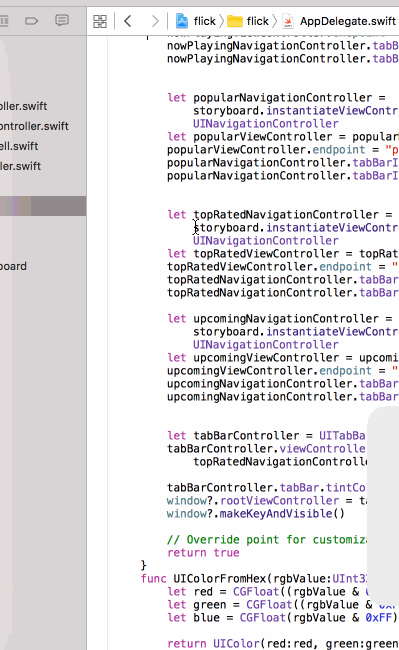 flick
flick
AppDelegate.swift
ller.swift
ontroller.swift
ell.swift
ler.swift
board
nowPlayingNavigationController.tabB
nowPlayingNavigationController.tabB
let popularNavigationController =
storyboard.instantiateViewContr
UINavigationController
let popularViewController = popular
popularViewController.endpoint = "p
popularNavigationController.tabBarI
popularNavigationController.tabBarI
let topRatedNavigationController =
storyboard.instantiateViewContr
UINavigationController
let topRatedViewController = topRat
topRatedViewController.endpoint = "
topRatedNavigationController.tabBar
topRatedNavigationController.tabBar
let upcomingNavigationController =
storyboard.instantiateViewContr
UINavigationController
let upcomingViewController = upcomi
upcomingViewController.endpoint = "
upcomingNavigationController.tabBar
upcomingNavigationController.tabBar
let tabBarController = UITabBa
tabBarController.viewControlle
topRatedNavigationControlle
tabBarController.tabBar.tintCo
window?.rootViewController = ta
window?.makeKeyAndVisible()
// Override point for customiza
return true
}
func UIColorFromHex(rgbValue:UInt3
let red = CGFloat((rgbValue &
let green = CGFloat((rgbValue & 0xF
let blue = CGFloat(rgbValue & 0xFF)
return UIColor(red:red, green:green